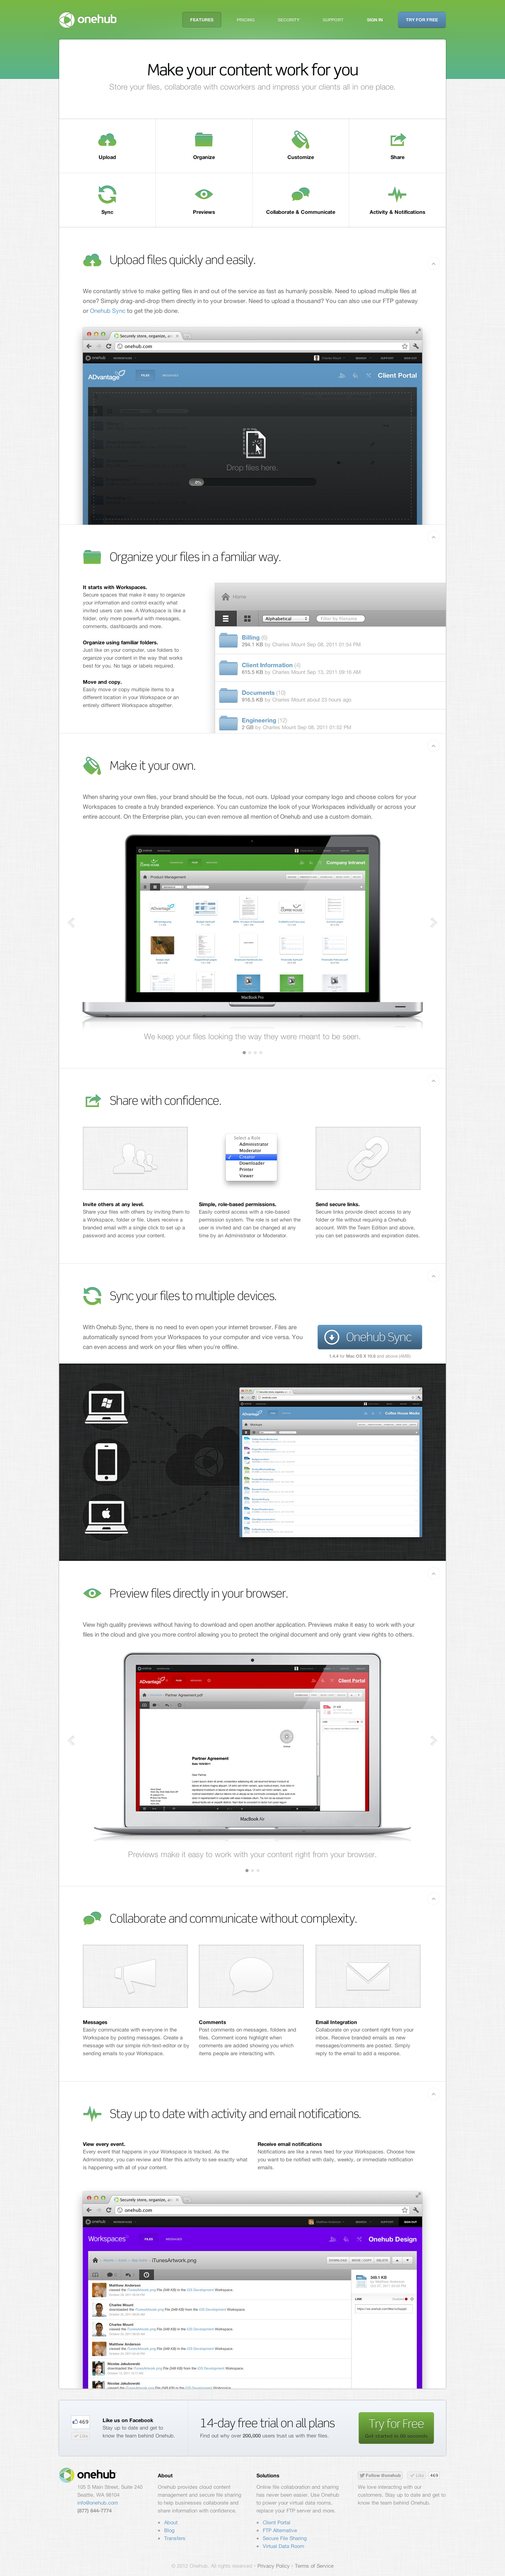 onehub
FEATURES PRICING SECURITY SUPPORT SIGN IN TRY FOR FREE
Make your content work for you
Store your files, collaborate with coworkers and impress your clients all in one place.
Upload Organize Customize Share
Sync Previews Collaborate & Communicate Activity & Notifications
Upload files quickly and easily.
We constantly strive to make getting files in and out of the service as fast as humanly possible. Need to upload multiple files at
once? Simply drag-and-drop them directly in to your browser. Need to upload a thousand? You can also use our FTP gateway
or Onehub Sync to get the job done.
onehub.com
onehub
ADvantage FILES Client Portal
Drop files here.
Organize your files in a familiar way.
It starts with Workspaces.
Secure spaces that make it easy to organize
your information and control exactly what
invited users can see. A Workspace is like a
folder, only more powerful with messages,
comments, dashboards and more.
Organize using familiar folders.
Just like on your computer, use folders to
organize your content in the way that works
best for you. No tags or labels required.
Move and copy.
Easily move or copy multiple items to a
different location in your Workspace or an
entirely different Workspace altogether.
Home
Alphabetical Filter by Filename
Billing (6)
294.1 KB by Charles Mount Sep 08, 2011 01:54 PM
Client Information (4)
615.5 KB by Charles Mount Sep 13, 2011 09:16 AM
Documents (10)
916.5 KB by Charles Mount about 23 hours ago
Engineering (12)
2 GB by Charles Mount Sep 08, 2011 01:52 PM
Make it your own.
When sharing your own files, your brand should be the focus, not ours. Upload your company logo and choose colors for your
Workspaces to create a truly branded experience. You can customize the look of your Workspaces individually or across your
entire account. On the Enterprise plan, you can even remove all mention of Onehub and use a custom domain.
Company Intranet
Product Management
ADvantage
MacBook Pro
We keep your files looking the way they were meant to be seen.
Share with confidence.
Select a Role
Administrator
Moderator
Creator
Downloader
Printer
Viewer
Invite others at any level.
Share your files with others by inviting them to
a Workspace, folder or file. Users receive a
branded email with a single click to set up a
password and access your content.
Simple, role-based permissions.
Easily control access with a role-based
permission system. The role is set when the
user is invited and can be changed at any
time by an Administrator or Moderator.
Send secure links.
Secure links provide direct access to any
folder or file without requiring a Onehub
account. With the Team Edition and above,
you can set passwords and expiration dates.
Sync your files to multiple devices.
With Onehub Sync, there is no need to even open your internet browser. Files are
automatically synced from your Workspaces to your computer and vice versa. You
can even access and work on your files when you're offline.
Onehub Sync
Coffee House Media
Preview files directly in your browser.
View high quality previews without having to download and open another application. Previews make it easy to work with your
files in the cloud and give you more control allowing you to protect the original document and only grant view rights to others.
ADvantage Client Portal
Partner Agreement.pdf
Partner Agreement
MacBook Air
Previews make it easy to work with your content right from your browser.
Collaborate and communicate without complexity.
Messages
Easily communicate with everyone in the
Workspace by posting messages. Create a
message with our simple rich-text-editor or by
sending emails to your Workspace.
Comments
Post comments on messages, folders and
files. Comment icons highlight when
comments are added showing you which
items people are interacting with.
Email Integration
Collaborate on your content right from your
inbox. Receive branded emails as new
messages/comments are posted. Simply
reply to the email to add a response.
Stay up to date with activity and email notifications.
View every event.
Every event that happens in your Workspace is tracked. As the
Administrator, you can review and filter this activity to see exactly what
is happening with all of your content.
Receive email notifications
Notifications are like a news feed for your Workspaces. Choose how
you want to be notified with daily, weekly, or immediate notification
emails.
onehub.com
onehub
Workspaces FILES Onehub Design
iTunesArtwork.png
Matthew Anderson
Charles Mount
Charles Mount
Matthew Anderson
Nicolas Jakubowski
Nicolas Jakubowski
469
Like
Like us on Facebook
Stay up to date and get to
know the team behind Onehub.
14-day free trial on all plans
Find out why over 200,000 users trust us with their files.
Try for Free
Get started in 60 seconds
onehub
105 S Main Street, Suite 240
Seattle, WA 98104
info@onehub.com
(877) 644-7774
About
Onehub provides cloud content
management and secure file sharing
to help businesses collaborate and
share information with confidence.
About
Blog
Transfers
Solutions
Online file collaboration and sharing
has never been easier. Use Onehub
to power your virtual data rooms,
replace your FTP server and more.
Client Portal
FTP Alternative
Secure File Sharing
Virtual Data Room
Follow @onehub Like 469
We love interacting with our
customers. Stay up to date and get to
know the team behind Onehub.
© 2012 Onehub. All rights reserved · Privacy Policy · Terms of Service